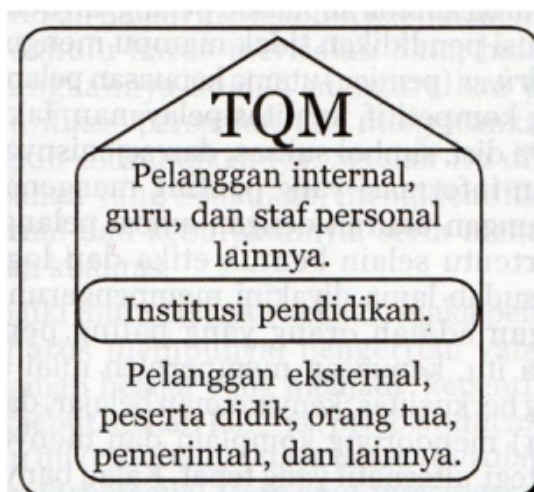 TQM
Pelanggan internal,
guru, dan staf personal
lainnya.
Institusi pendidikan.
Pelanggan eksternal,
peserta didik, orang tua,
pemerintah, dan lainnya.